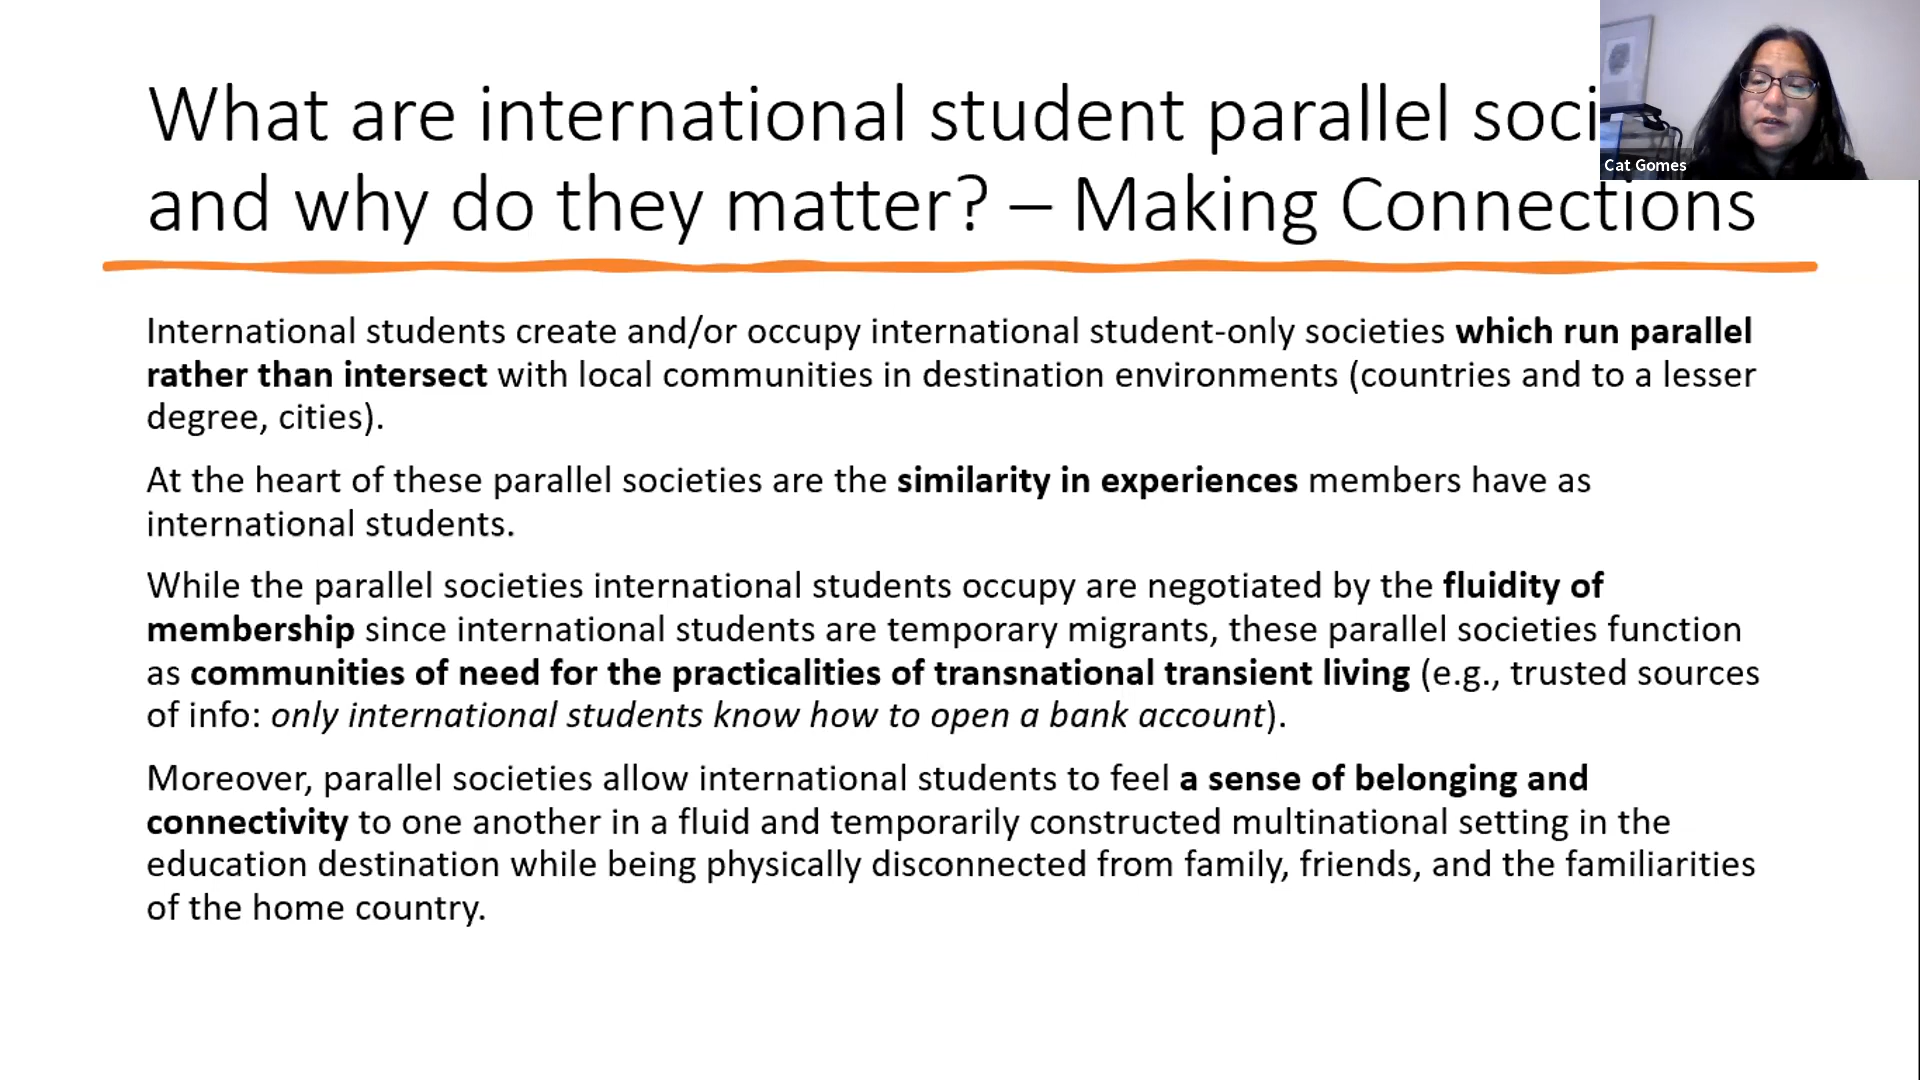 What are international student parallel soci
and why do they matter? – Making Connections
Cat Gomes
International students create and/or occupy international student-only societies which run parallel
rather than intersect with local communities in destination environments (countries and to a lesser
degree, cities).
At the heart of these parallel societies are the similarity in experiences members have as
international students.
While the parallel societies international students occupy are negotiated by the fluidity of
membership since international students are temporary migrants, these parallel societies function
as communities of need for the practicalities of transnational transient living (e.g., trusted sources
of info: only international students know how to open a bank account).
Moreover, parallel societies allow international students to feel a sense of belonging and
connectivity to one another in a fluid and temporarily constructed multinational setting in the
education destination while being physically disconnected from family, friends, and the familiarities
of the home country.